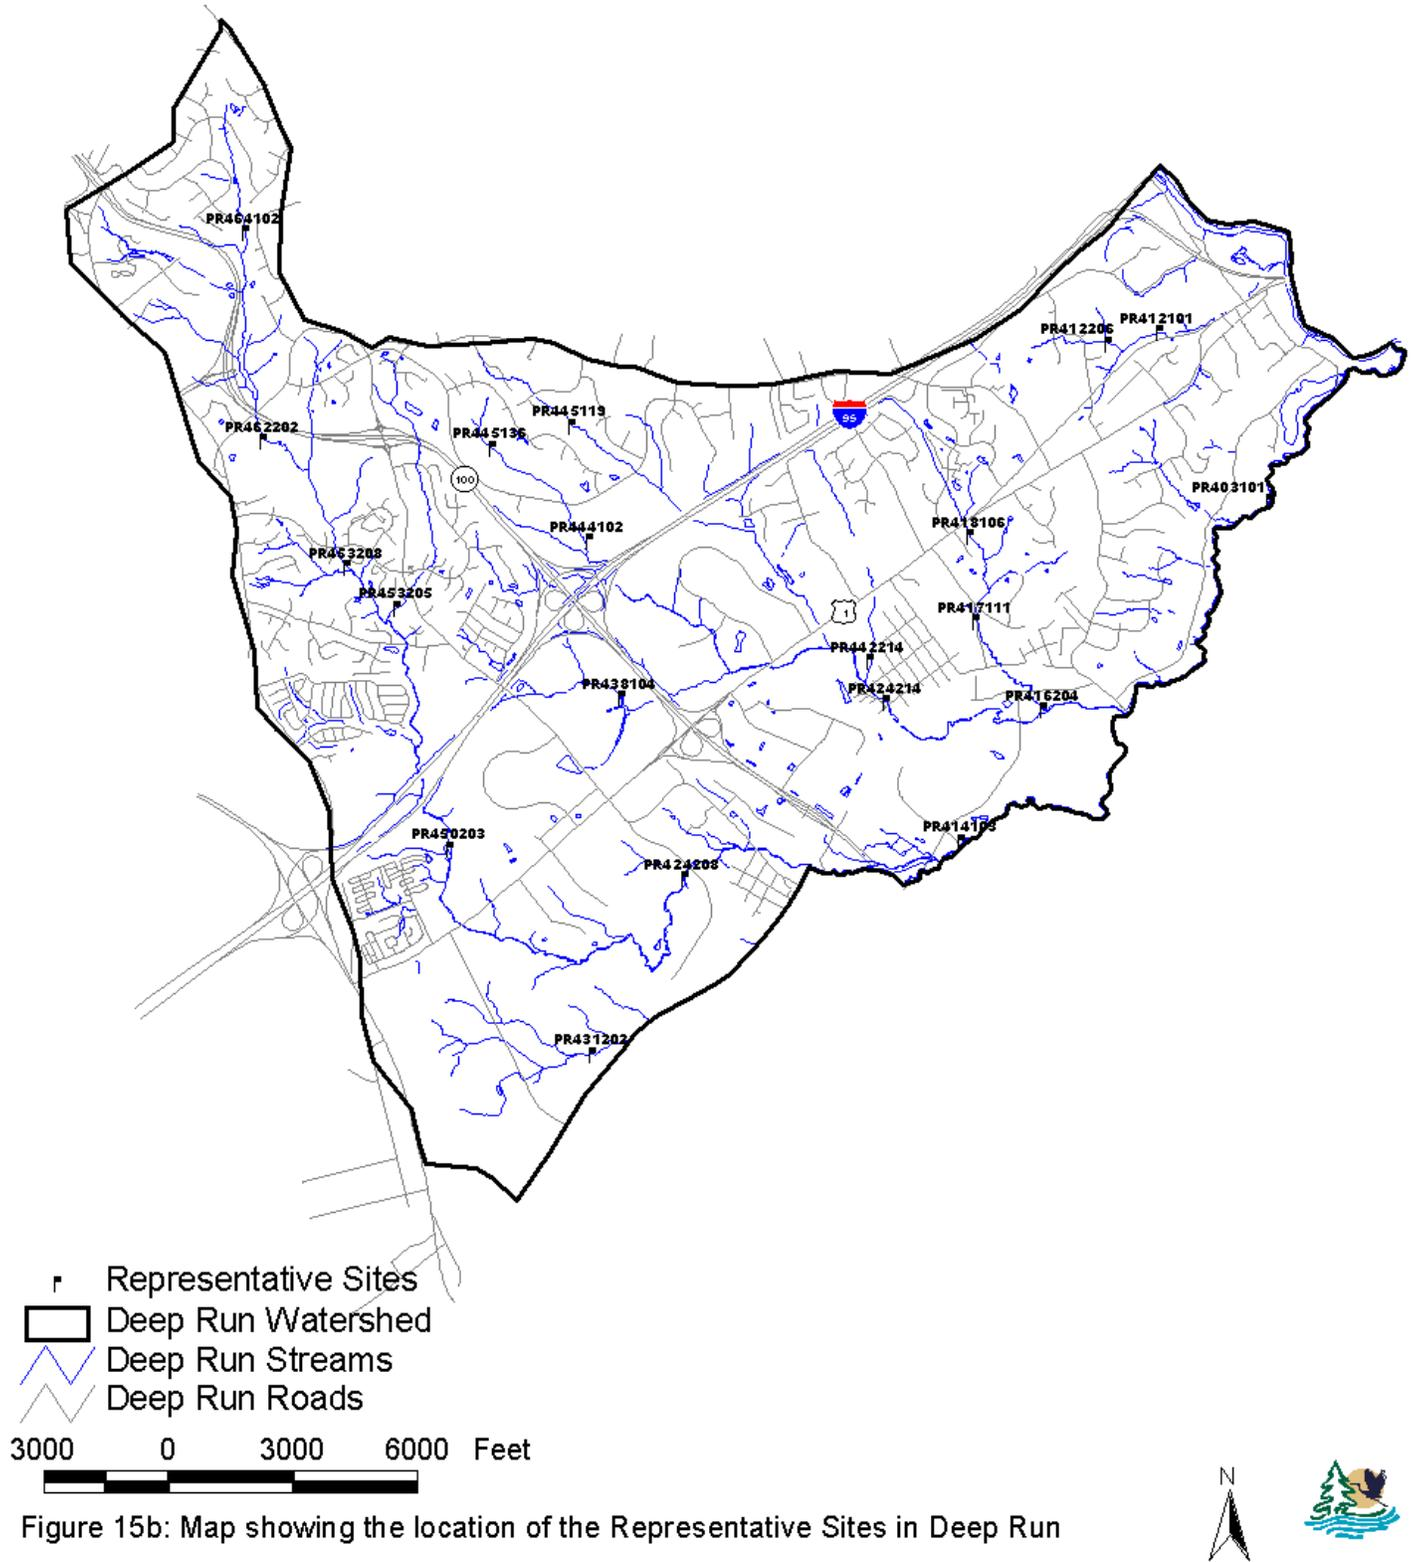 PR464102
95
PR412206
PR412101
PR445119
PR462202
PR445136
100
PR403101
PR444102
PR418106
PR463208
PR453205
1
PR417111
PR442214
PR438104
PR424214
PR416204
PR450203
PR414103
PR424208
PR431202
Representative Sites
Deep Run Watershed
Deep Run Streams
Deep Run Roads
3000 0 3000 6000 Feet
N
Figure 15b: Map showing the location of the Representative Sites in Deep Run